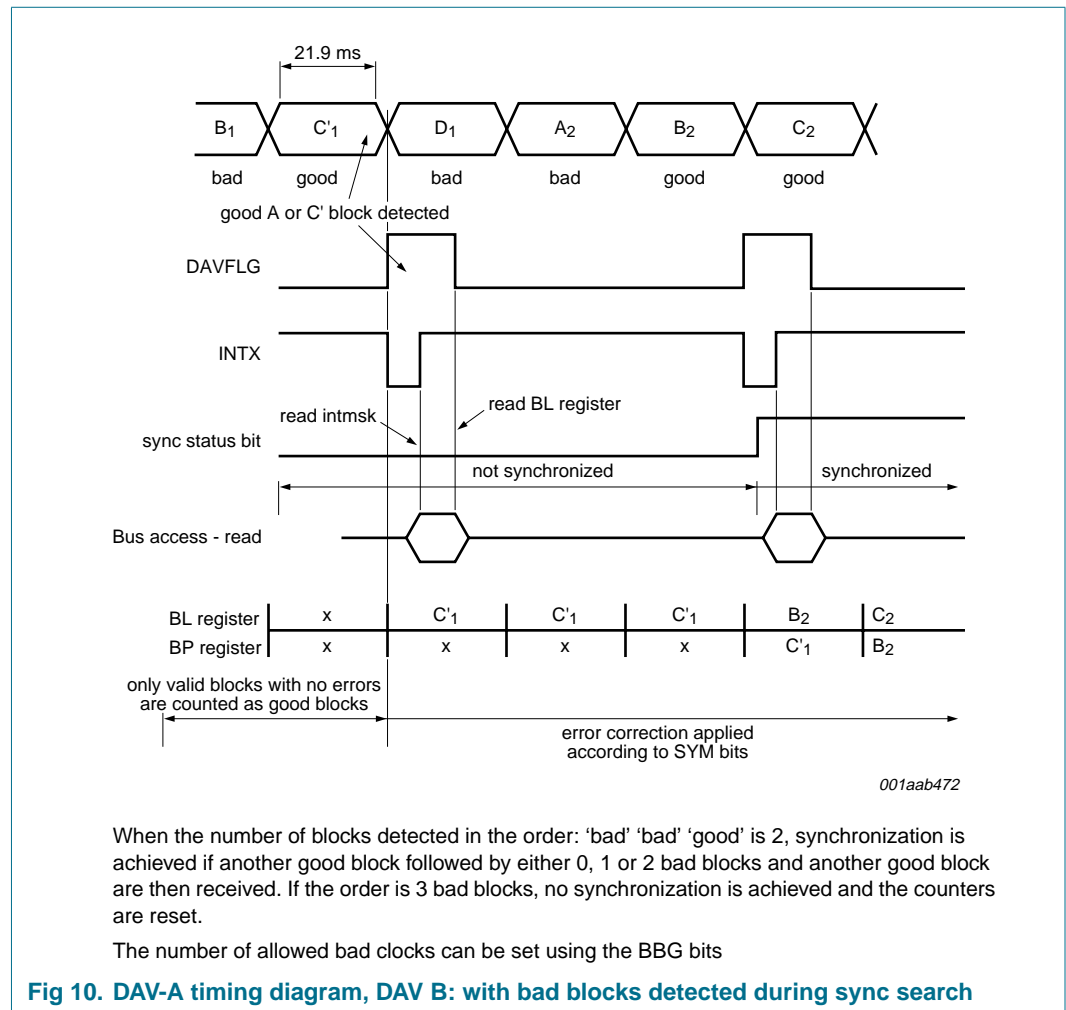 21.9 ms
B1 C'1 D1 A2 B2 C2
bad good bad bad good good
good A or C' block detected
DAVFLG
INTX
read intmsk
read BL register
sync status bit
not synchronized
synchronized
Bus access - read
BL register x C'1 C'1 C'1 B2 C2
BP register x x x x C'1 B2
only valid blocks with no errors
are counted as good blocks
error correction applied
according to SYM bits
001aab472
When the number of blocks detected in the order: ‘bad’ ‘bad’ ‘good’ is 2, synchronization is
achieved if another good block followed by either 0, 1 or 2 bad blocks and another good block
are then received. If the order is 3 bad blocks, no synchronization is achieved and the counters
are reset.
The number of allowed bad clocks can be set using the BBG bits
Fig 10. DAV-A timing diagram, DAV B: with bad blocks detected during sync search